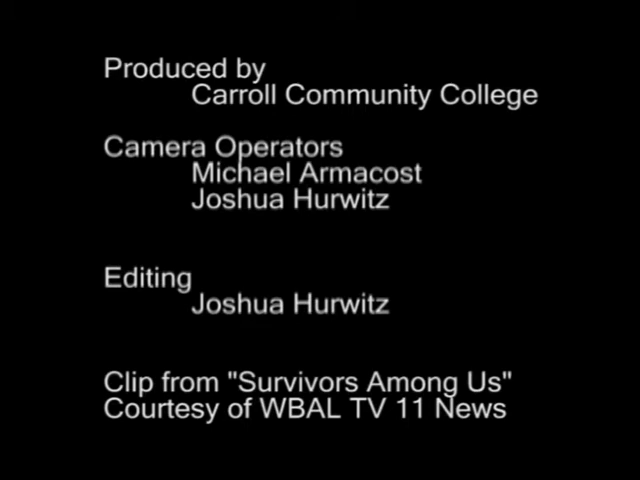 Produced by
Carroll Community College
Camera Operators
Michael Armacost
Joshua Hurwitz
Editing
Joshua Hurwitz
Clip from "Survivors Among Us"
Courtesy of WBAL TV 11 News